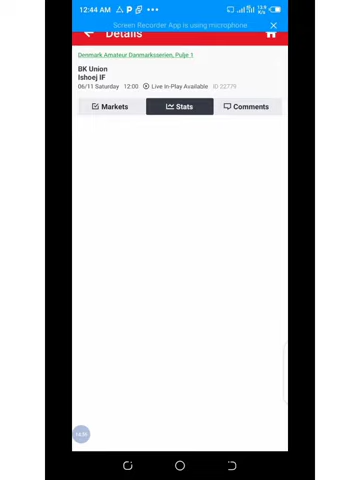 12:44 AM
Screen Recorder App is using microphone
Details
Denmark Amateur Danmarksserien, Pulje 1
BK Union
Ishoej IF
06/11 Saturday 12:00 Live In-Play Available ID 22779
Markets Stats Comments